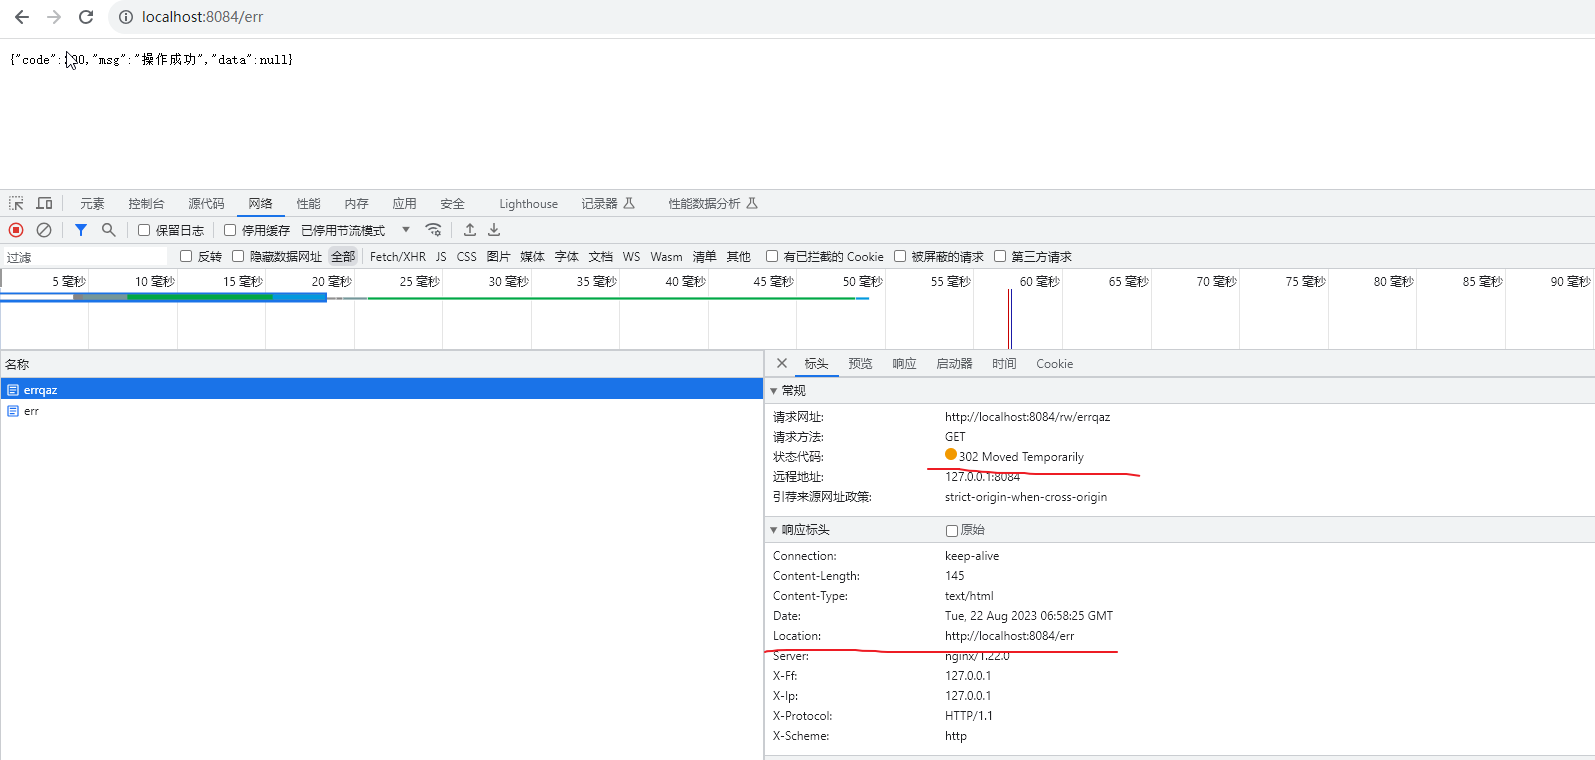 localhost:8084/err
{"code": 00,"msg":"操作成功","data":null}
元素 控制台 源代码 网络 性能 内存 应用 安全 Lighthouse 记录器 性能数据分析
保留日志 停用缓存 已停用节流模式
过滤 反转 隐藏数据网址 全部 Fetch/XHR JS CSS 图片 媒体 字体 文档 WS Wasm 清单 其他 有已拦截的 Cookie 被屏蔽的请求 第三方请求
5 毫秒 10 毫秒 15 毫秒 20 毫秒 25 毫秒 30 毫秒 35 毫秒 40 毫秒 45 毫秒 50 毫秒 55 毫秒 60 毫秒 65 毫秒 70 毫秒 75 毫秒 80 毫秒 85 毫秒 90 毫秒
名称
errqaz
err
标头 预览 响应 启动器 时间 Cookie
常规
请求网址: http://localhost:8084/rw/errqaz
请求方法: GET
状态代码: 302 Moved Temporarily
远程地址: 127.0.0.1:8084
引荐来源网址政策: strict-origin-when-cross-origin
响应标头 原始
Connection: keep-alive
Content-Length: 145
Content-Type: text/html
Date: Tue, 22 Aug 2023 06:58:25 GMT
Location: http://localhost:8084/err
Server: nginx/1.22.0
X-Ff: 127.0.0.1
X-Ip: 127.0.0.1
X-Protocol: HTTP/1.1
X-Scheme: http